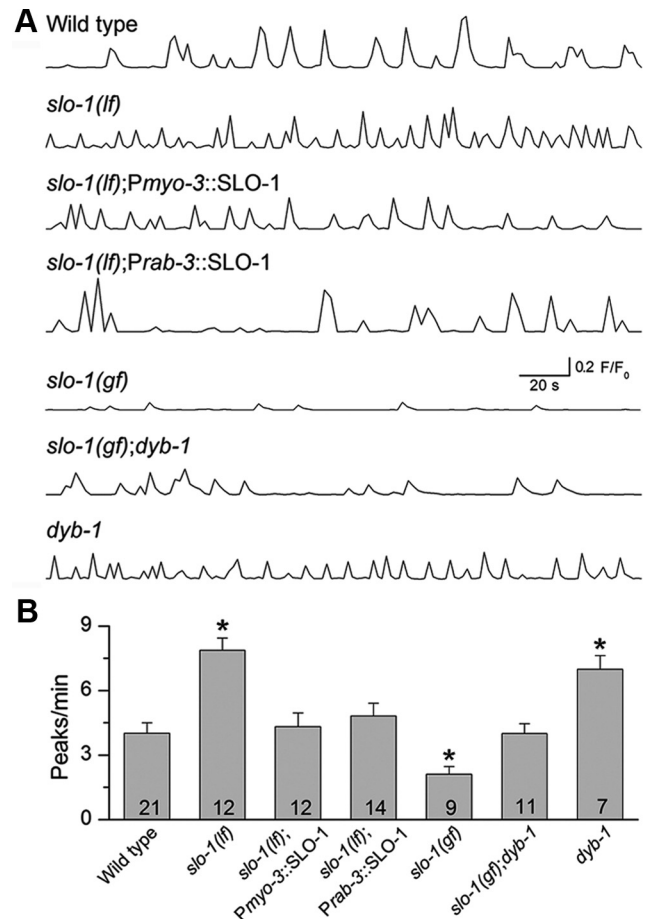 A
Wild type
slo-1(lf)
slo-1(lf);Pmyo-3::SLO-1
slo-1(lf);Prab-3::SLO-1
0.2 F/F0
20 s
slo-1(gf)
slo-1(gf);dyb-1
dyb-1
B
9
6
3
0
Peaks/min
*
*
*
21
12
12
14
9
11
7
Wild type
slo-1(lf)
slo-1(lf);
Pmyo-3::SLO-1
slo-1(lf);
Prab-3::SLO-1
slo-1(gf)
slo-1(gf);dyb-1
dyb-1